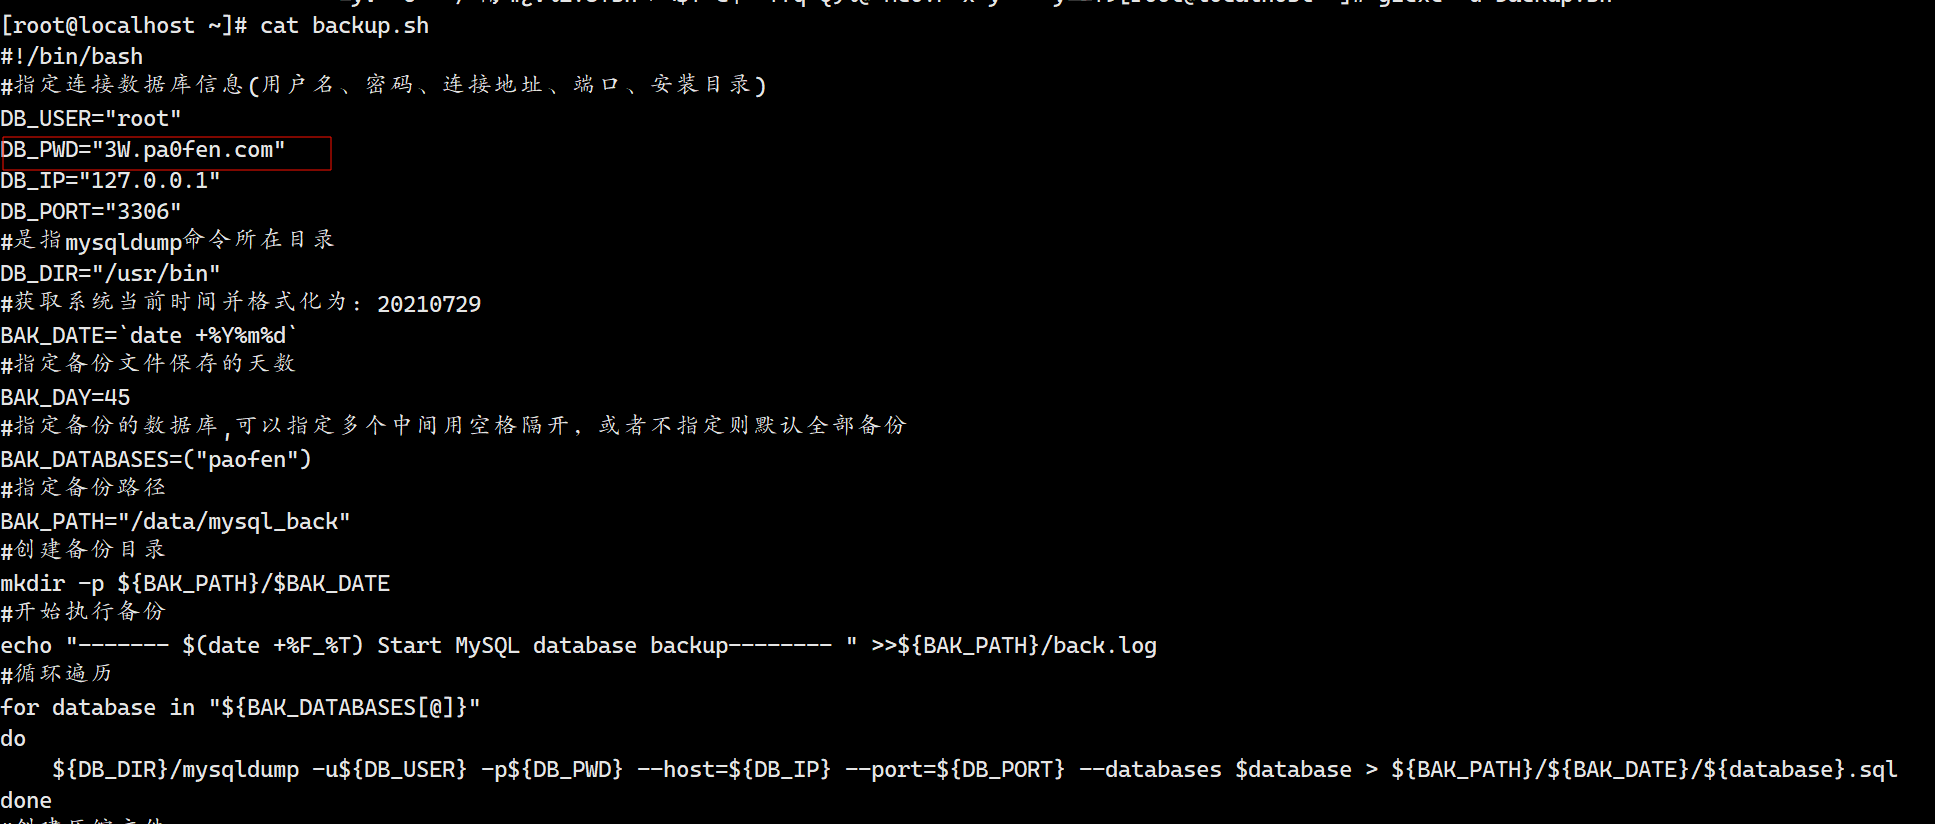 [root@localhost ~]# cat backup.sh
#!/bin/bash
#指定连接数据库信息(用户名、密码、连接地址、端口、安装目录)
DB_USER="root"
DB_PWD="3W.pa0fen.com"
DB_IP="127.0.0.1"
DB_PORT="3306"
#是指mysqldump命令所在目录
DB_DIR="/usr/bin"
#获取系统当前时间并格式化为: 20210729
BAK_DATE=`date +%Y%m%d`
#指定备份文件保存的天数
BAK_DAY=45
#指定备份的数据库,可以指定多个中间用空格隔开，或者不指定则默认全部备份
BAK_DATABASES=("paofen")
#指定备份路径
BAK_PATH="/data/mysql_back"
#创建备份目录
mkdir -p ${BAK_PATH}/$BAK_DATE
#开始执行备份
echo "------- $(date +%F_%T) Start MySQL database backup-------- " >>${BAK_PATH}/back.log
#循环遍历
for database in "${BAK_DATABASES[@]}"
do
    ${DB_DIR}/mysqldump -u${DB_USER} -p${DB_PWD} --host=${DB_IP} --port=${DB_PORT} --databases $database > ${BAK_PATH}/${BAK_DATE}/${database}.sql
done